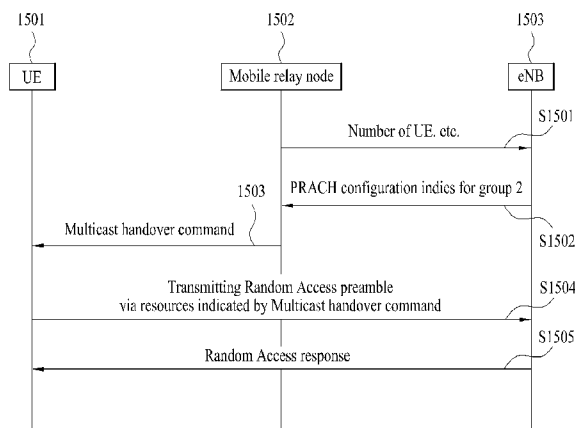 1501
1502
1503
UE
Mobile relay node
eNB
Number of UE. etc.
S1501
PRACH configuration indies for group 2
1503
Multicast handover command
S1502
Transmitting Random Access preamble
via resources indicated by Multicast handover command
S1504
S1505
Random Access response